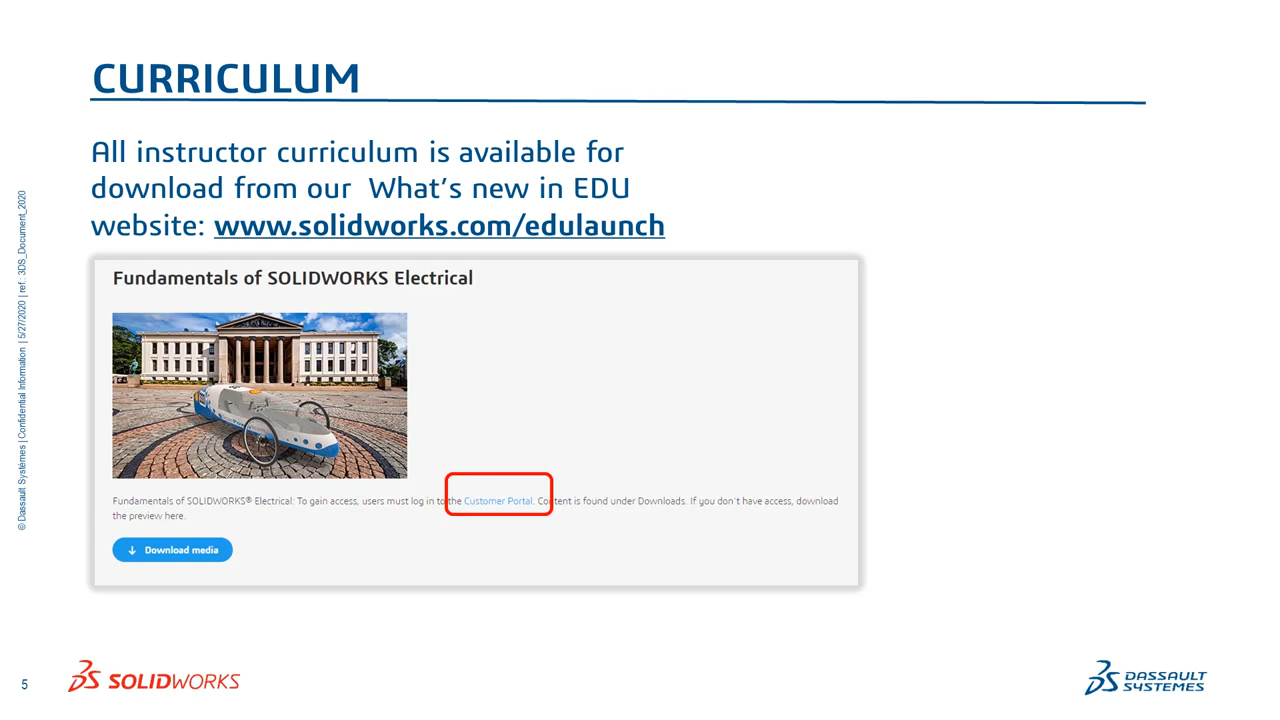 CURRICULUM
All instructor curriculum is available for
download from our What's new in EDU
website: www.solidworks.com/edulaunch
Fundamentals of SOLIDWORKS Electrical
Fundamentals of SOLIDWORKS® Electrical: To gain access, users must log in to the Customer Portal. Content is found under Downloads. If you don't have access, download
the preview here.
Download media
© Dassault Systèmes | Confidential Information | 5/27/2020 | ref.: 3DS_Document_2020
5
SOLIDWORKS
DASSAULT
SYSTEMES